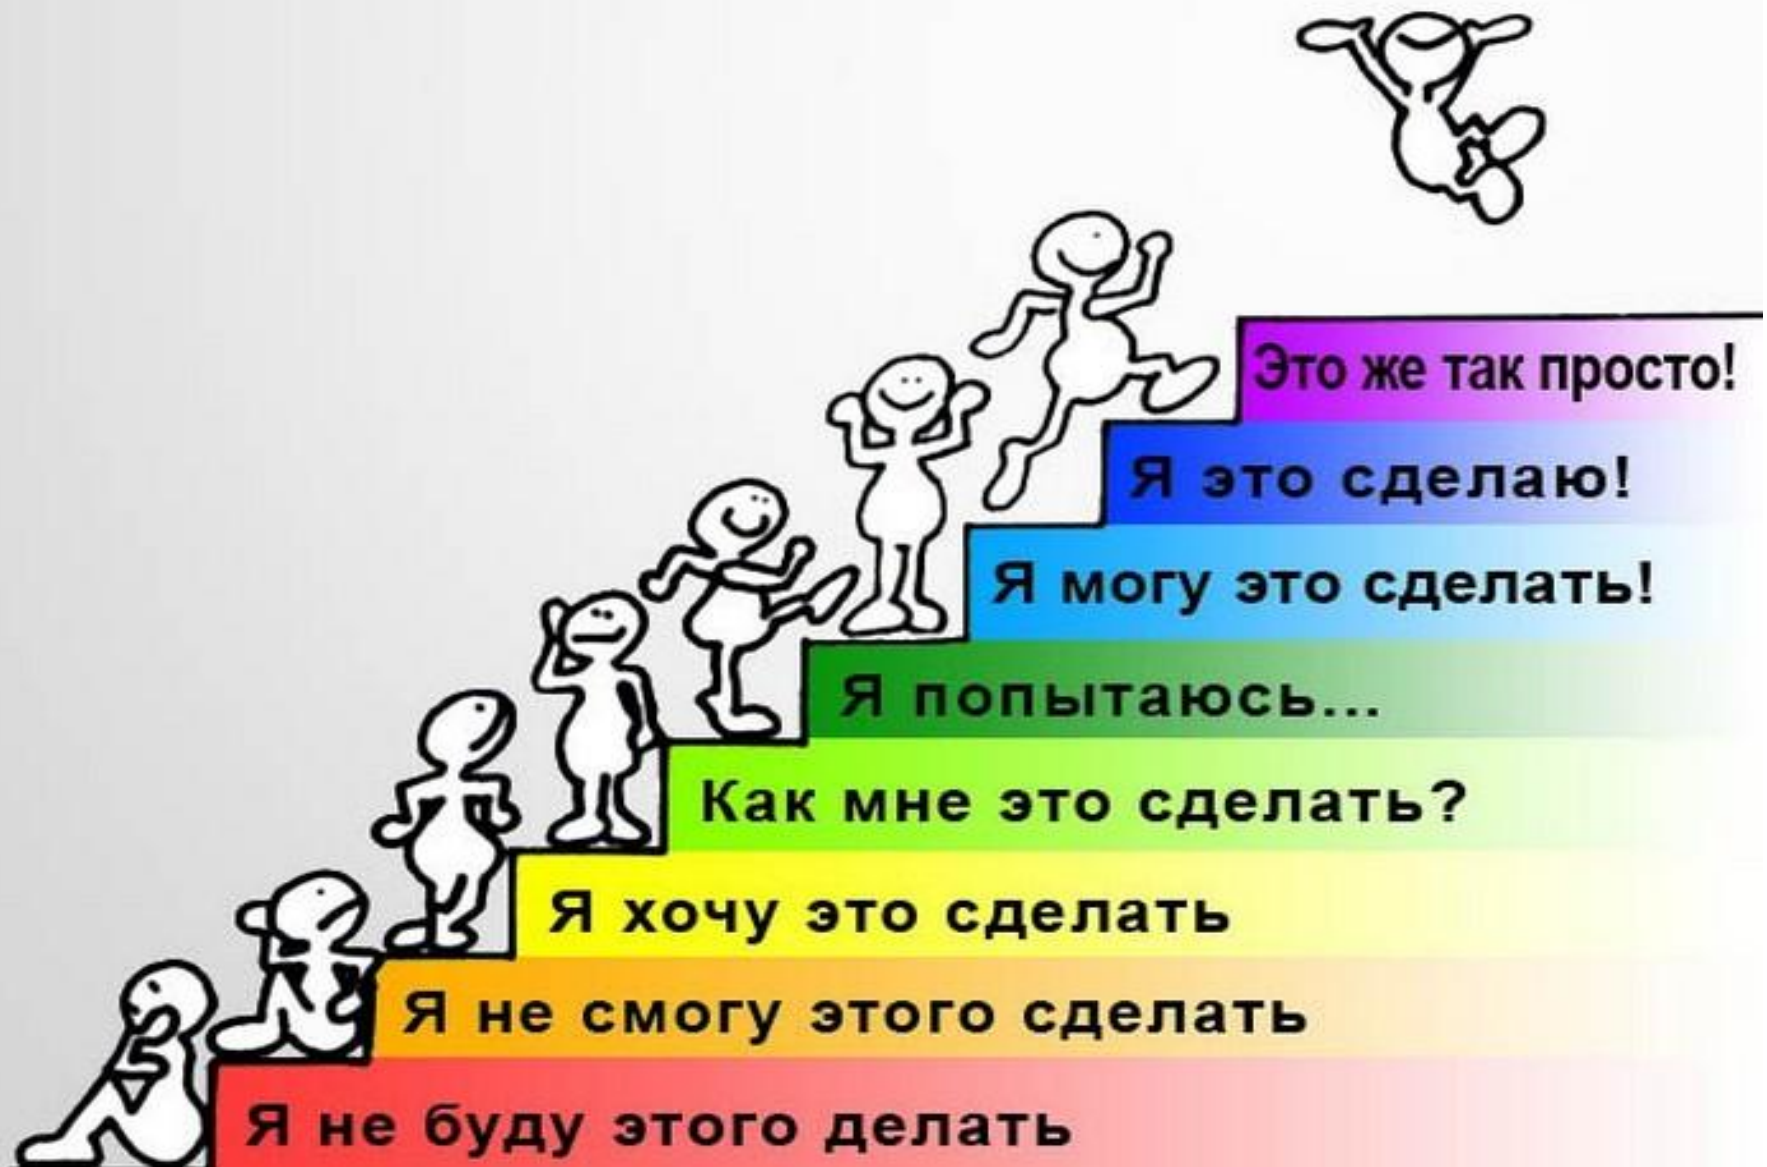 Это же так просто!
Я это сделаю!
Я могу это сделать!
Я попытаюсь...
Как мне это сделать?
Я хочу это сделать
Я не смогу этого сделать
Я не буду этого делать